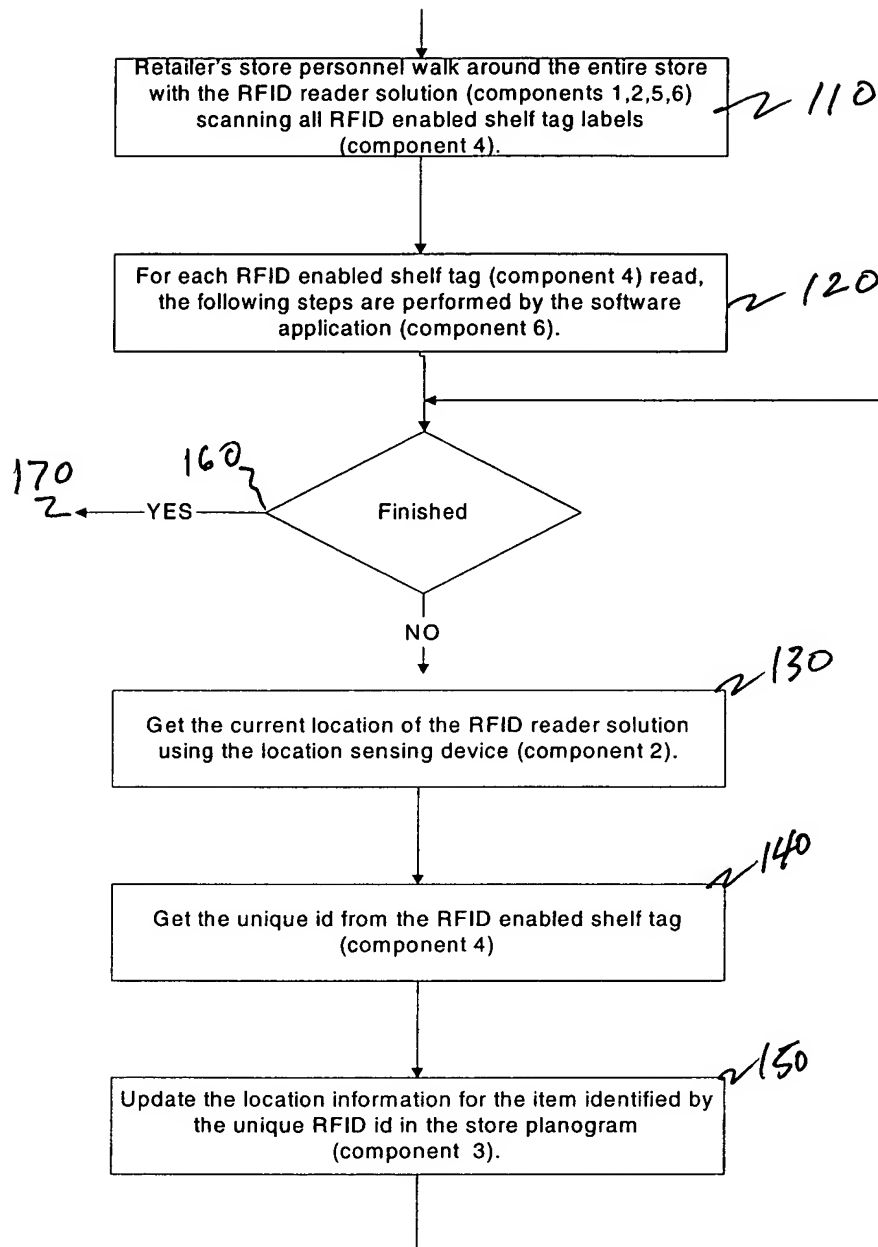 Retailer's store personnel walk around the entire store
with the RFID reader solution (components 1,2,5,6)
scanning all RFID enabled shelf tag labels
(component 4).
110
For each RFID enabled shelf tag (component 4) read,
the following steps are performed by the software
application (component 6).
120
160
170
YES
Finished
NO
130
Get the current location of the RFID reader solution
using the location sensing device (component 2).
140
Get the unique id from the RFID enabled shelf tag
(component 4)
150
Update the location information for the item identified by
the unique RFID id in the store planogram
(component 3).